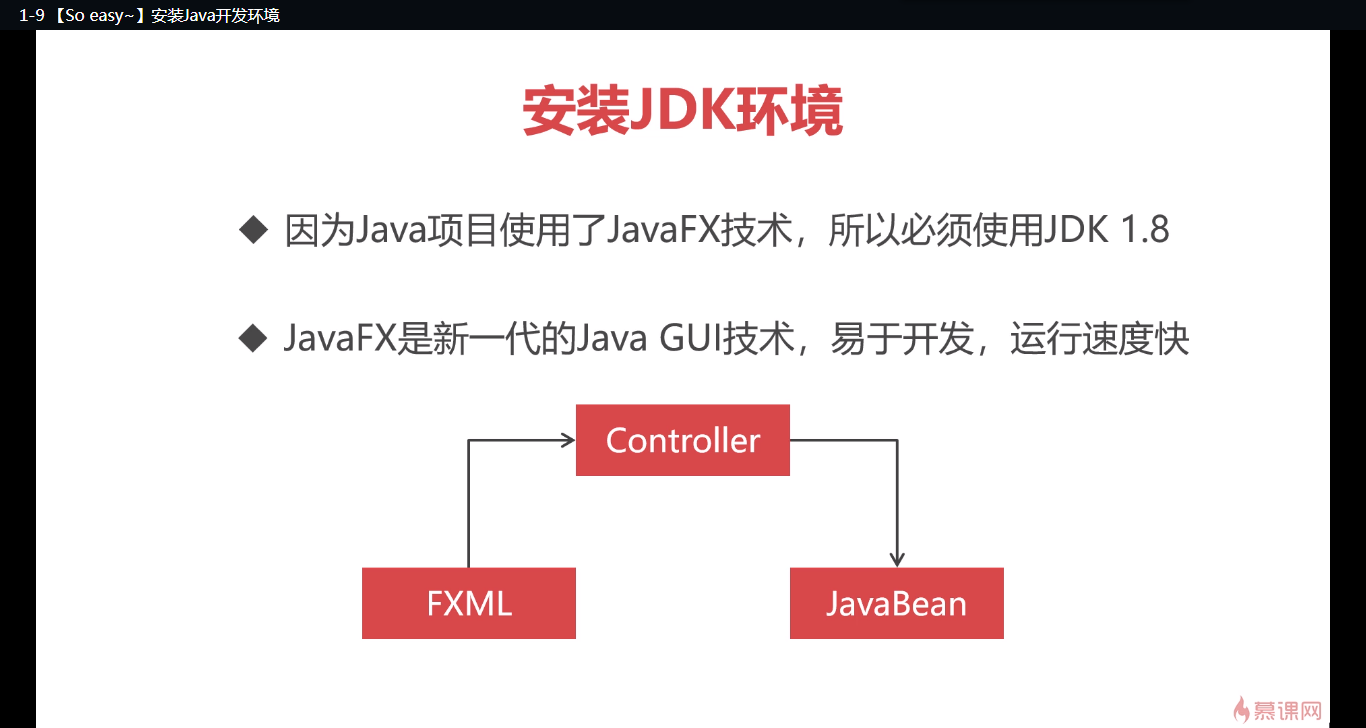 1-9 【So easy~】安装Java开发环境
安装JDK环境
◆ 因为Java项目使用了JavaFX技术，所以必须使用JDK 1.8
◆ JavaFX是新一代的Java GUI技术，易于开发，运行速度快
Controller
FXML
JavaBean
慕课网